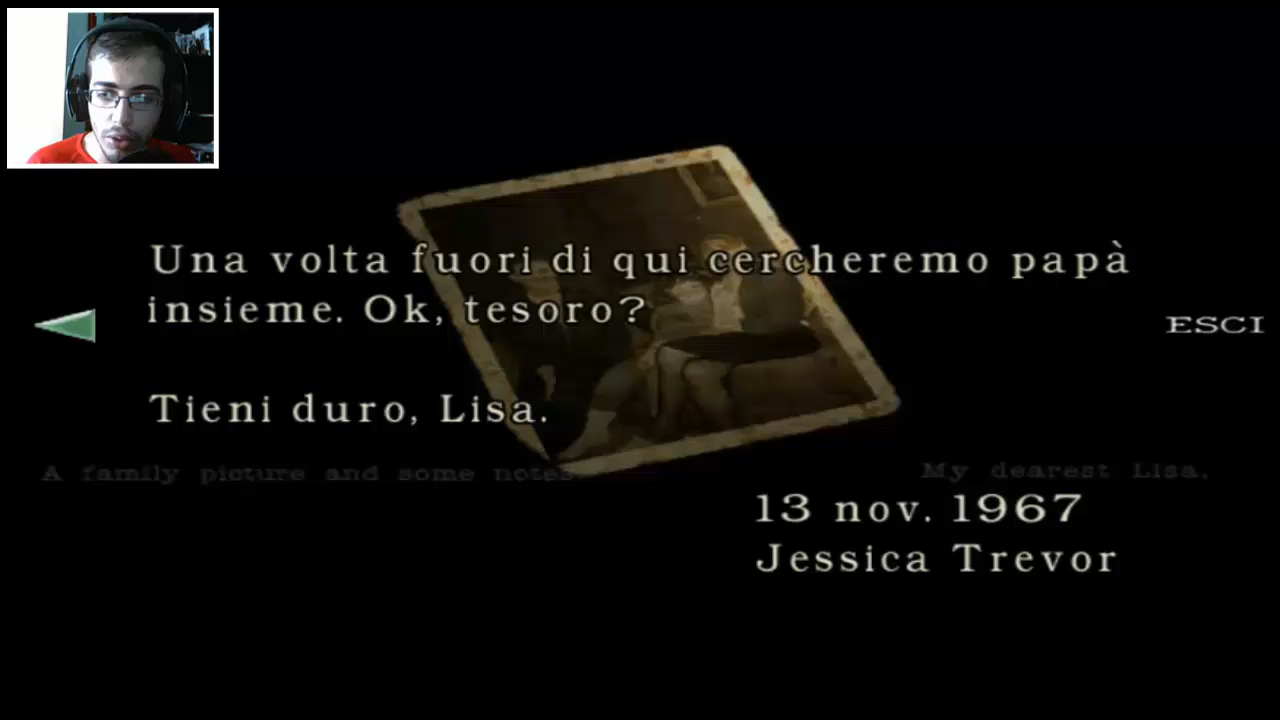 Una volta fuori di qui cercheremo papà
insieme. Ok, tesoro?
ESCI
Tieni duro, Lisa.
A family picture and some notes
My dearest Lisa.
13 nov. 1967
Jessica Trevor